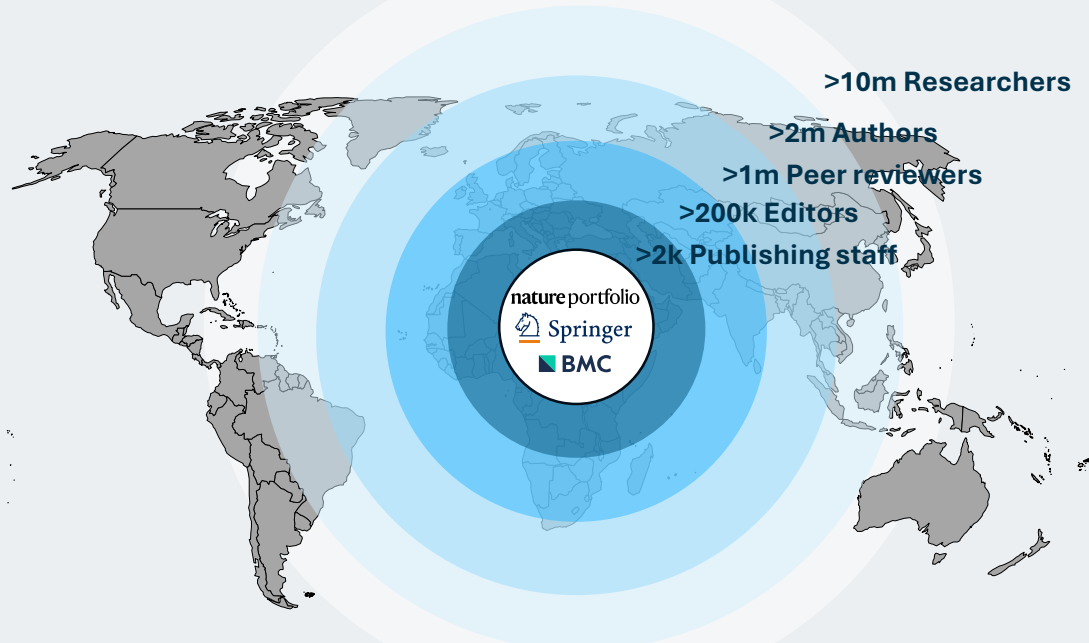 >10m Researchers
>2m Authors
>1m Peer reviewers
>200k Editors
>2k Publishing staff
nature portfolio
Springer
BMC